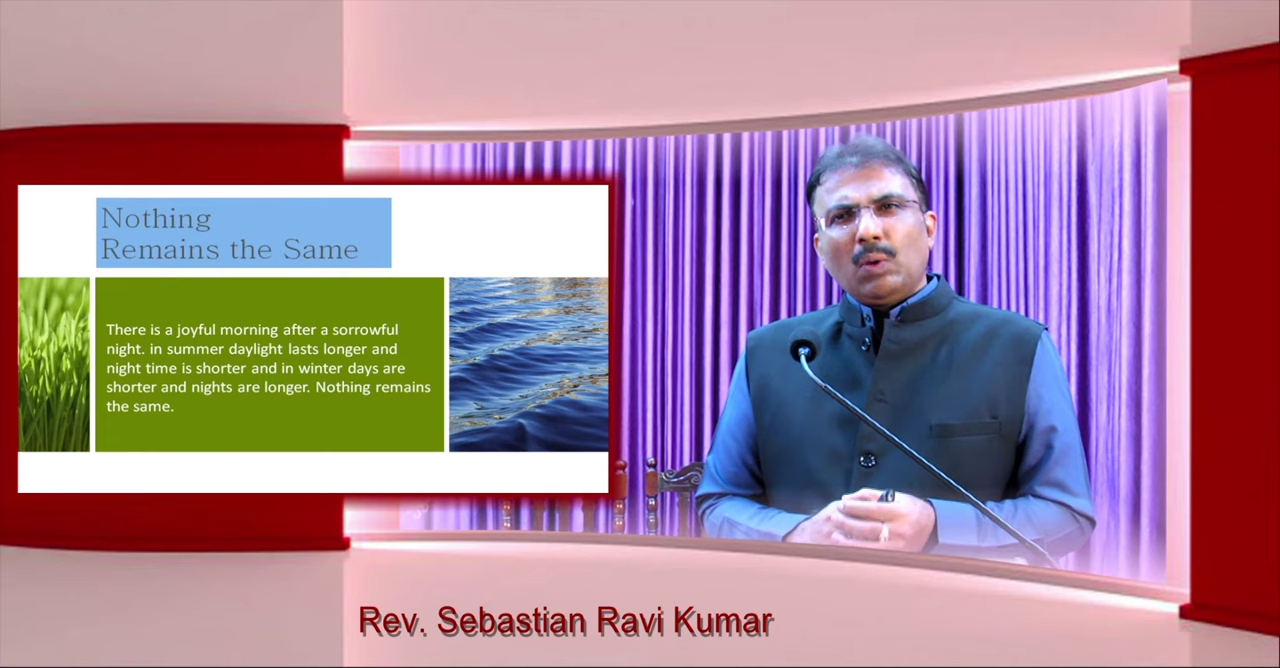 Nothing
Remains the Same
There is a joyful morning after a sorrowful
night. in summer daylight lasts longer and
night time is shorter and in winter days are
shorter and nights are longer. Nothing remains
the same.
Rev. Sebastian Ravi Kumar